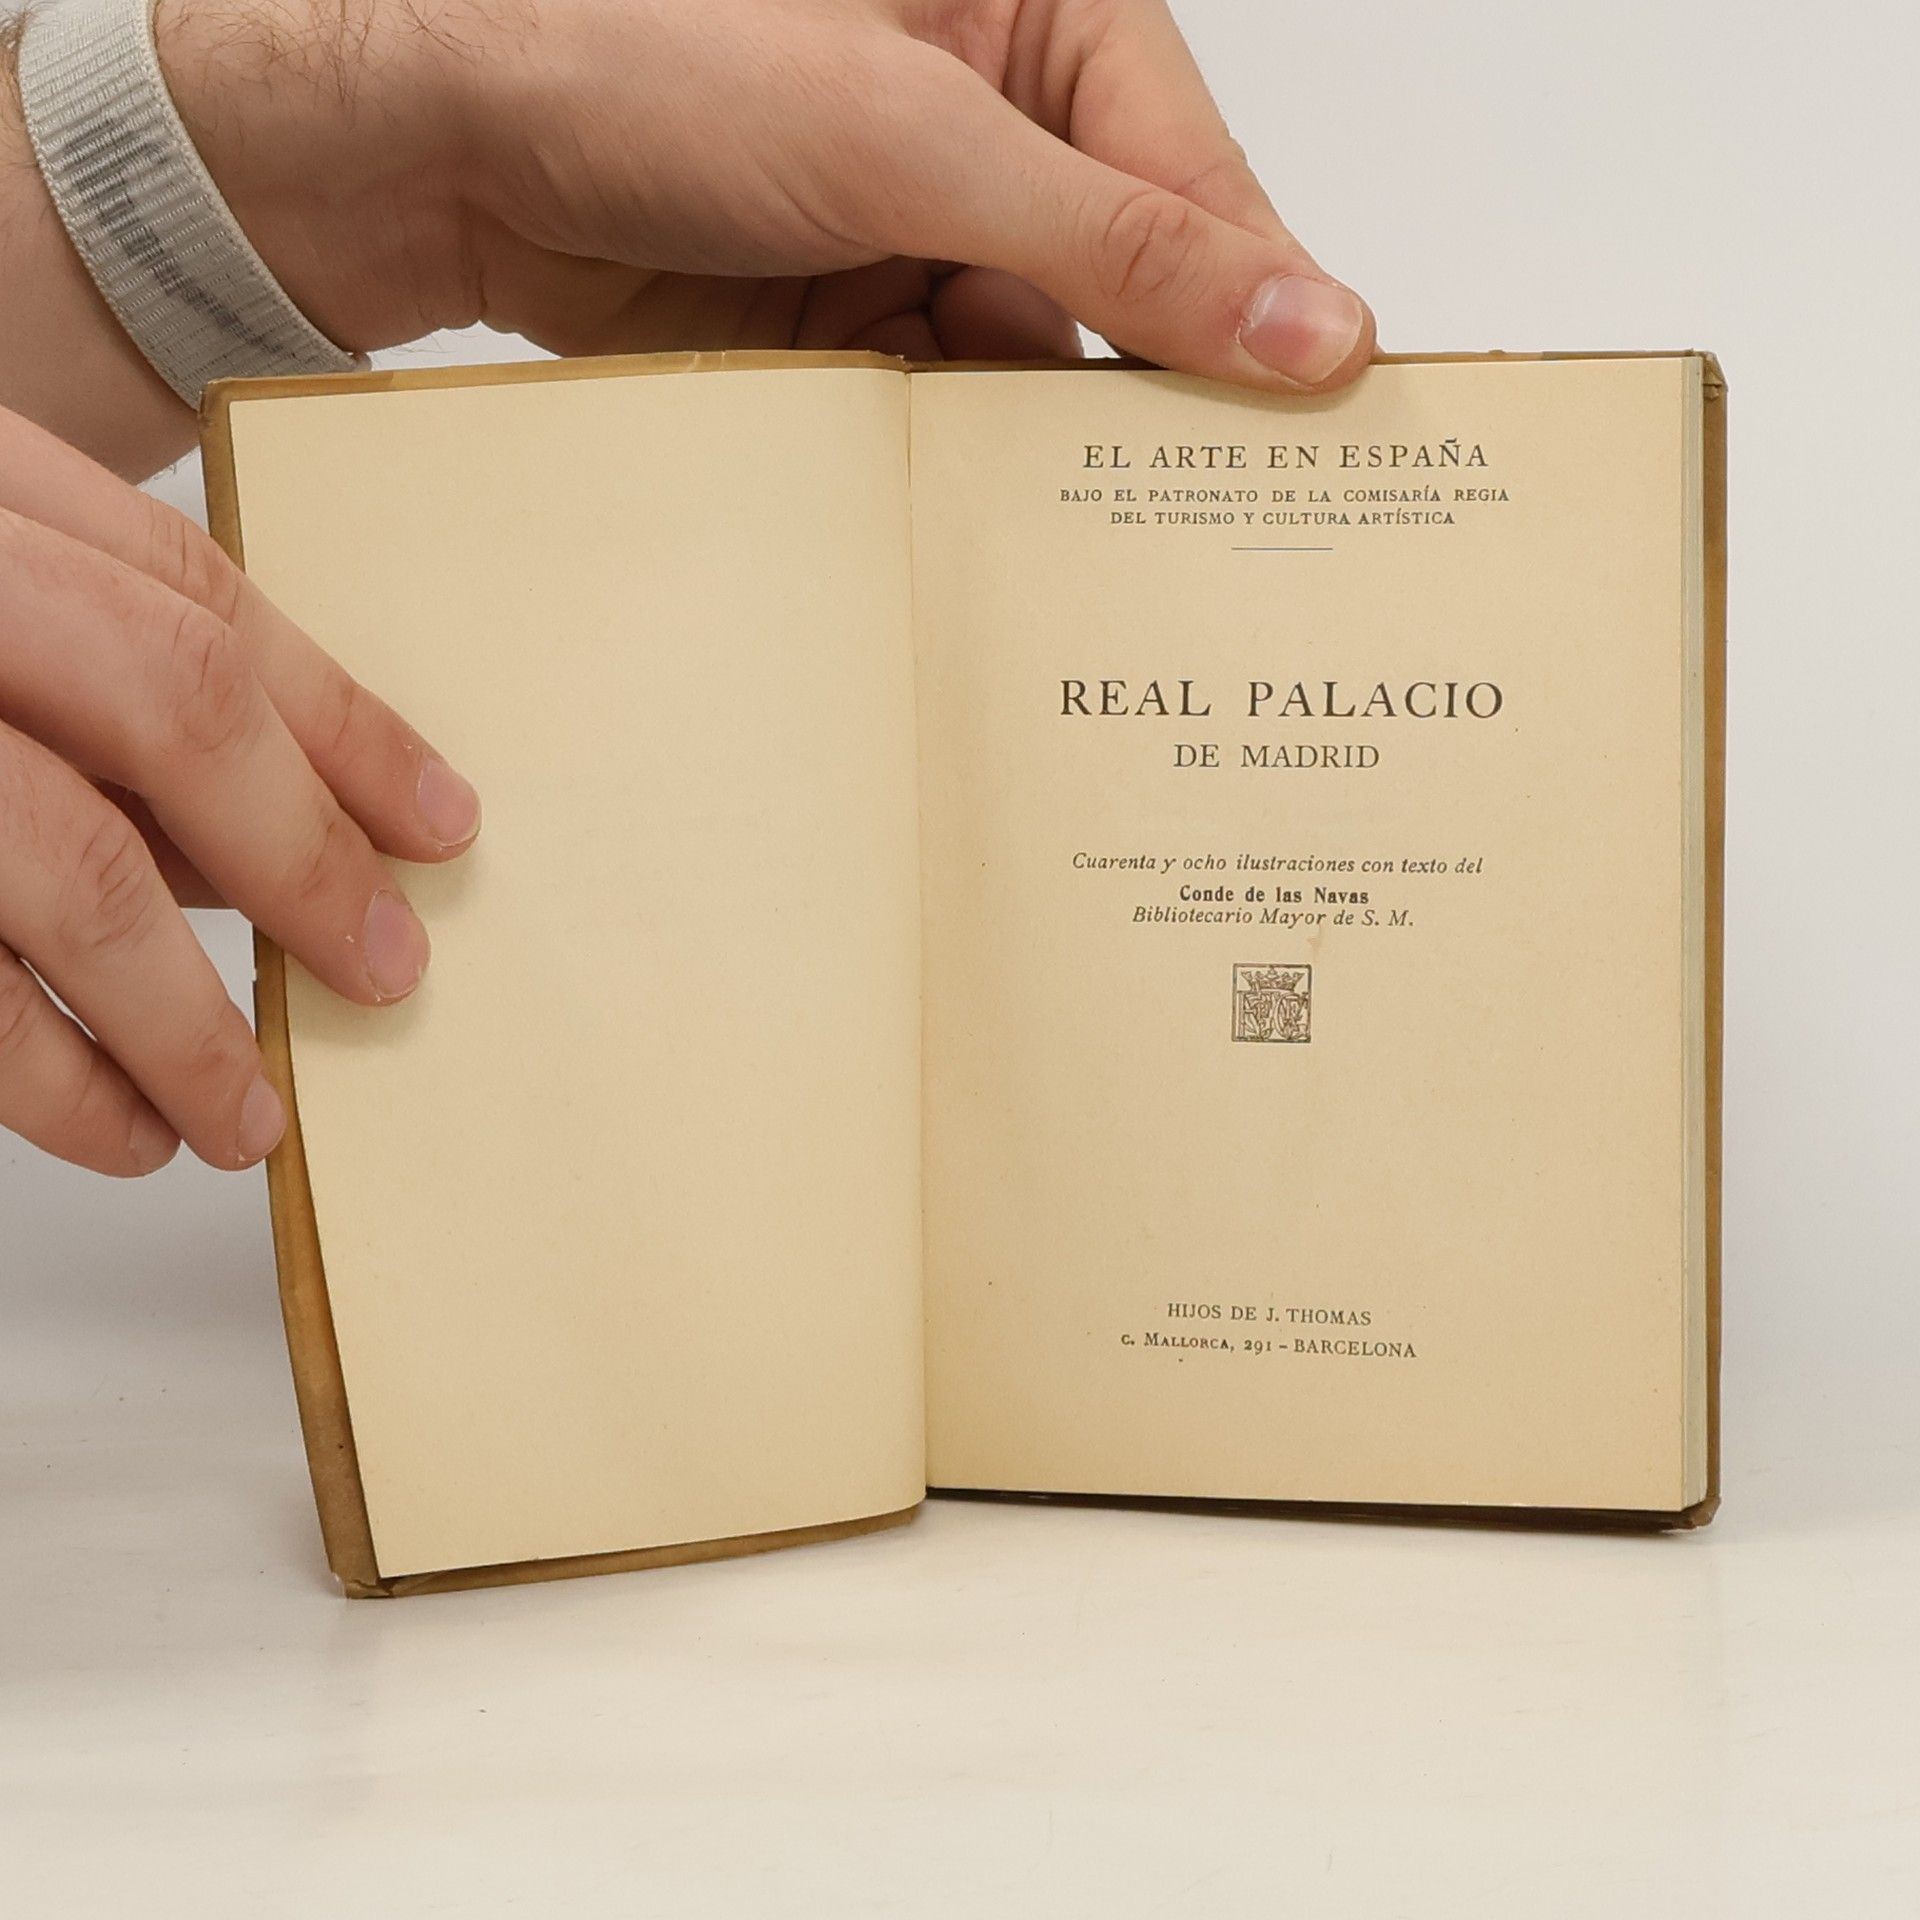 EL ARTE EN ESPAÑA
BAJO EL PATRONATO DE LA COMISARÍA REGIA
DEL TURISMO Y CULTURA ARTÍSTICA
REAL PALACIO
DE MADRID
Cuarenta y ocho ilustraciones con texto del
Conde de las Navas
Bibliotecario Mayor de S. M.
HIJOS DE J. THOMAS
C. MALLORCA, 291 - BARCELONA